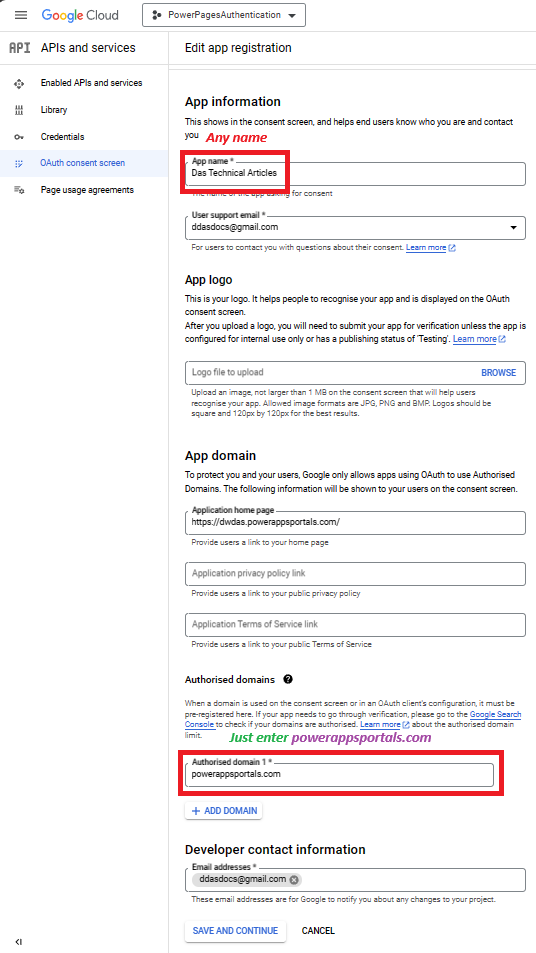 Google Cloud
PowerPagesAuthentication
API APIs and services
Edit app registration
Enabled APIs and services
Library
Credentials
OAuth consent screen
Page usage agreements
App information
This shows in the consent screen, and helps end users know who you are and contact
you Any name
App name *
Das Technical Articles
The name of the app asking for consent
User support email *
ddasdocs@gmail.com
For users to contact you with questions about their consent. Learn more
App logo
This is your logo. It helps people to recognise your app and is displayed on the OAuth
consent screen.
After you upload a logo, you will need to submit your app for verification unless the app is
configured for internal use only or has a publishing status of 'Testing'. Learn more
Logo file to upload
BROWSE
Upload an image, not larger than 1 MB on the consent screen that will help users
recognise your app. Allowed image formats are JPG, PNG and BMP. Logos should be
square and 120px by 120px for the best results.
App domain
To protect you and your users, Google only allows apps using OAuth to use Authorised
Domains. The following information will be shown to your users on the consent screen.
Application home page
https://dwdas.powerappsportals.com/
Provide users a link to your home page
Application privacy policy link
Provide users a link to your public privacy policy
Application Terms of Service link
Provide users a link to your public Terms of Service
Authorised domains
When a domain is used on the consent screen or in an OAuth client's configuration, it must be
pre-registered here. If your app needs to go through verification, please go to the Google Search
Console to check if your domains are authorised. Learn more about the authorised domain
limit.
Just enter powerappsportals.com
Authorised domain 1 *
powerappsportals.com
ADD DOMAIN
Developer contact information
Email addresses *
ddasdocs@gmail.com
These email addresses are for Google to notify you about any changes to your project.
SAVE AND CONTINUE
CANCEL